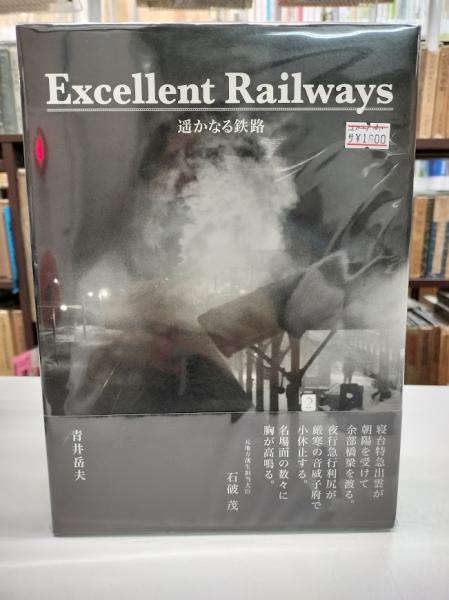 Excellent Railways
遥かなる鉄路
¥1600
2
寝台特急出雲が
朝陽を受けて
余部橋梁を渡る。
夜行急行利尻が
厳寒の音威子府で
小休止する。
名場面の数々に
胸が高鳴る。
元地方創生担当大臣
石破 茂
青井岳夫